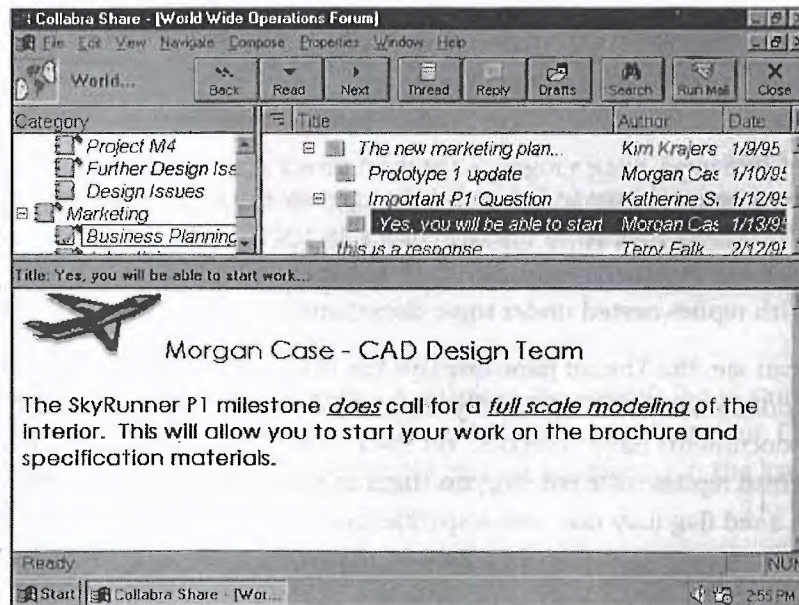 Collabra Share - [World Wide Operations Forum]
File Edit View Navigate Compose Properties Window Help
World... Back Read Next Thread Reply Drafts Search Run Mail Close
Category Title Author Date
Project M4
Further Design Iss
Design Issues
Marketing
Business Planning
The new marketing plan... Kim Krajers 1/9/95
Prototype 1 update Morgan Cas 1/10/95
Important P1 Question Katherine S. 1/12/95
Yes, you will be able to start Morgan Cas 1/13/95
this is a response Terry Falk 2/12/95
Title: Yes, you will be able to start work...
Morgan Case - CAD Design Team
The SkyRunner P1 milestone does call for a full scale modeling of the
interior. This will allow you to start your work on the brochure and
specification materials.
Ready NUM
Start Collabra Share - [Wor... 2:55 PM